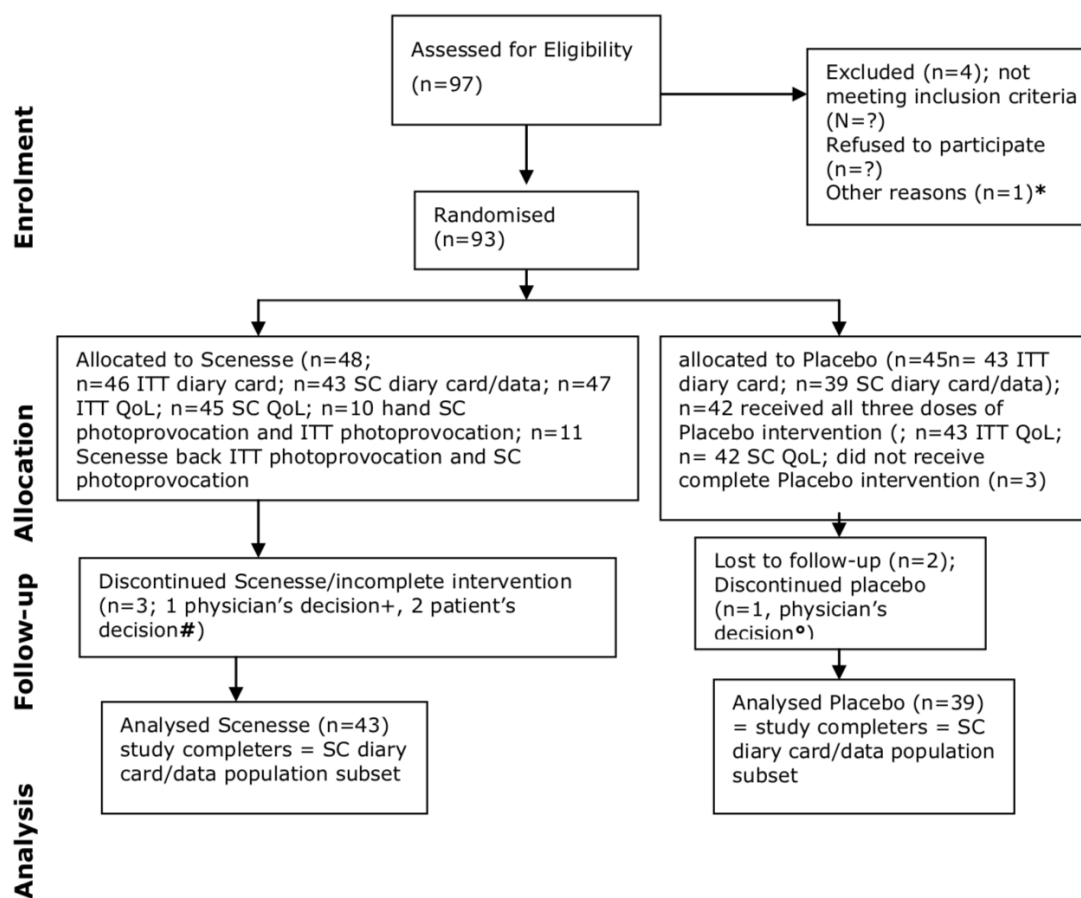 Assessed for Eligibility
(n=97)
Excluded (n=4); not
meeting inclusion criteria
(N=?)
Refused to participate
(n=?)
Other reasons (n=1)*
Enrolment
Randomised
(n=93)
Allocated to Scenesse (n=48;
n=46 ITT diary card; n=43 SC diary card/data; n=47
ITT QoL; n=45 SC QoL; n=10 hand SC
photoprovocation and ITT photoprovocation; n=11
Scenesse back ITT photoprovocation and SC
photoprovocation
allocated to Placebo (n=45n= 43 ITT
diary card; n=39 SC diary card/data);
n=42 received all three doses of
Placebo intervention (; n=43 ITT QoL;
n= 42 SC QoL; did not receive
complete Placebo intervention (n=3)
Allocation
Discontinued Scenesse/incomplete intervention
(n=3; 1 physician's decision+, 2 patient's
decision#)
Lost to follow-up (n=2);
Discontinued placebo
(n=1, physician's
decision°)
Follow-up
Analysed Scenesse (n=43)
study completers = SC diary
card/data population subset
Analysed Placebo (n=39)
= study completers = SC
diary card/data population
subset
Analysis